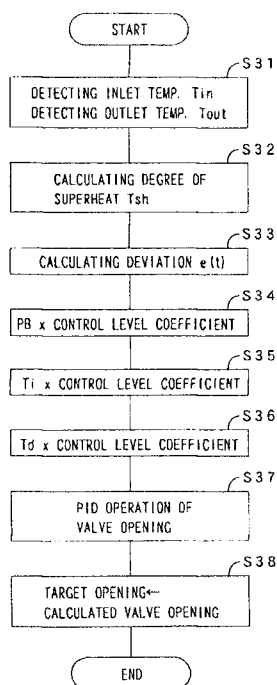 START
S31
DETECTING INLET TEMP. Tin
DETECTING OUTLET TEMP. Tout
S32
CALCULATING DEGREE OF
SUPERHEAT Tsh
S33
CALCULATING DEVIATION e(t)
S34
PB x CONTROL LEVEL COEFFICIENT
S35
Ti x CONTROL LEVEL COEFFICIENT
S36
Td x CONTROL LEVEL COEFFICIENT
S37
PID OPERATION OF
VALVE OPENING
S38
TARGET OPENING←
CALCULATED VALVE OPENING
END